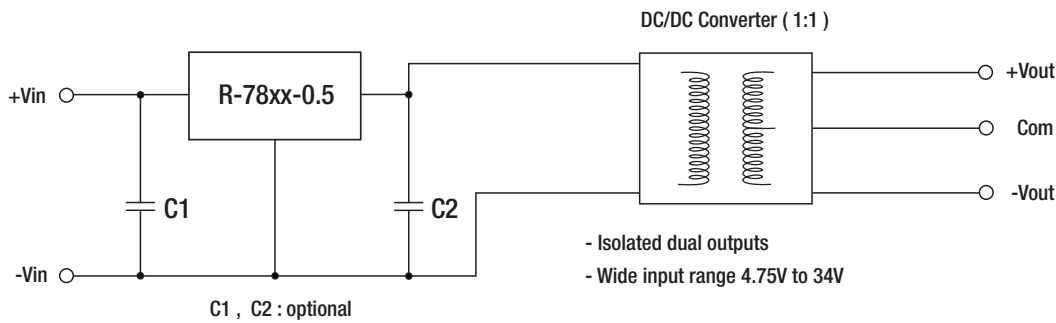 DC/DC Converter ( 1:1 )
+Vin
R-78xx-0.5
+Vout
Com
-Vout
C1
C2
-Vin
- Isolated dual outputs
- Wide input range 4.75V to 34V
C1 , C2 : optional